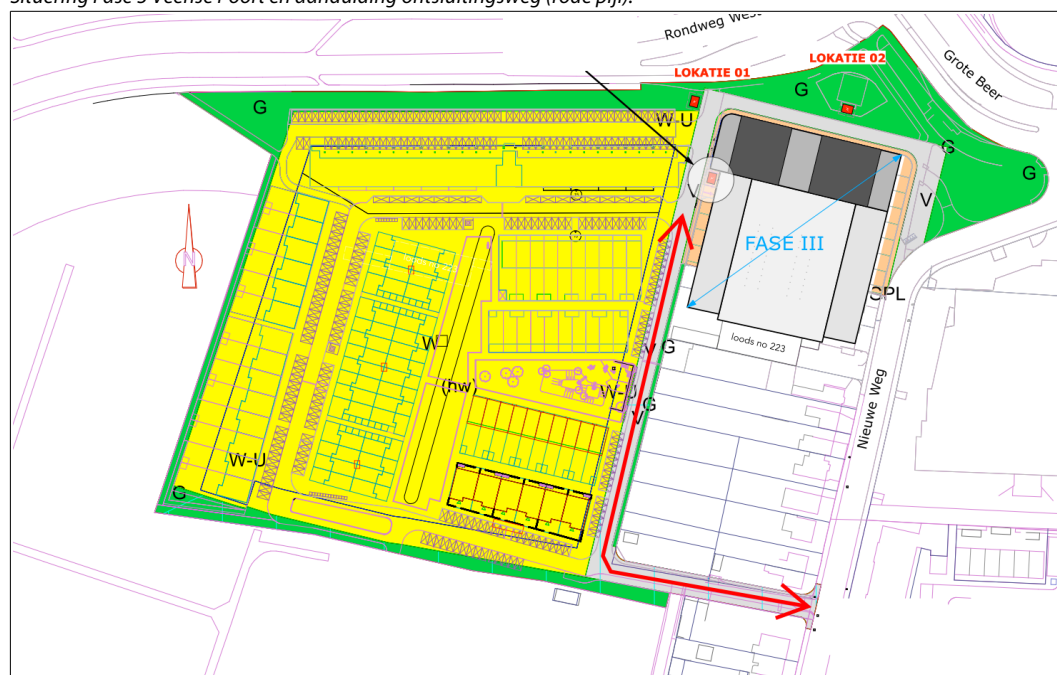 Situering Fase 3 Veense Poort en aanduiding ontsluitingsweg (rode pijl):
Rondweg West
LOKATIE 01
LOKATIE 02
Grote Beer
G
G
W-U
G
G
V
V
N
FASE III
SPL
loods no 223
W
V G
(hw)
W-U
G
V
Nieuwe Weg
W-U
G